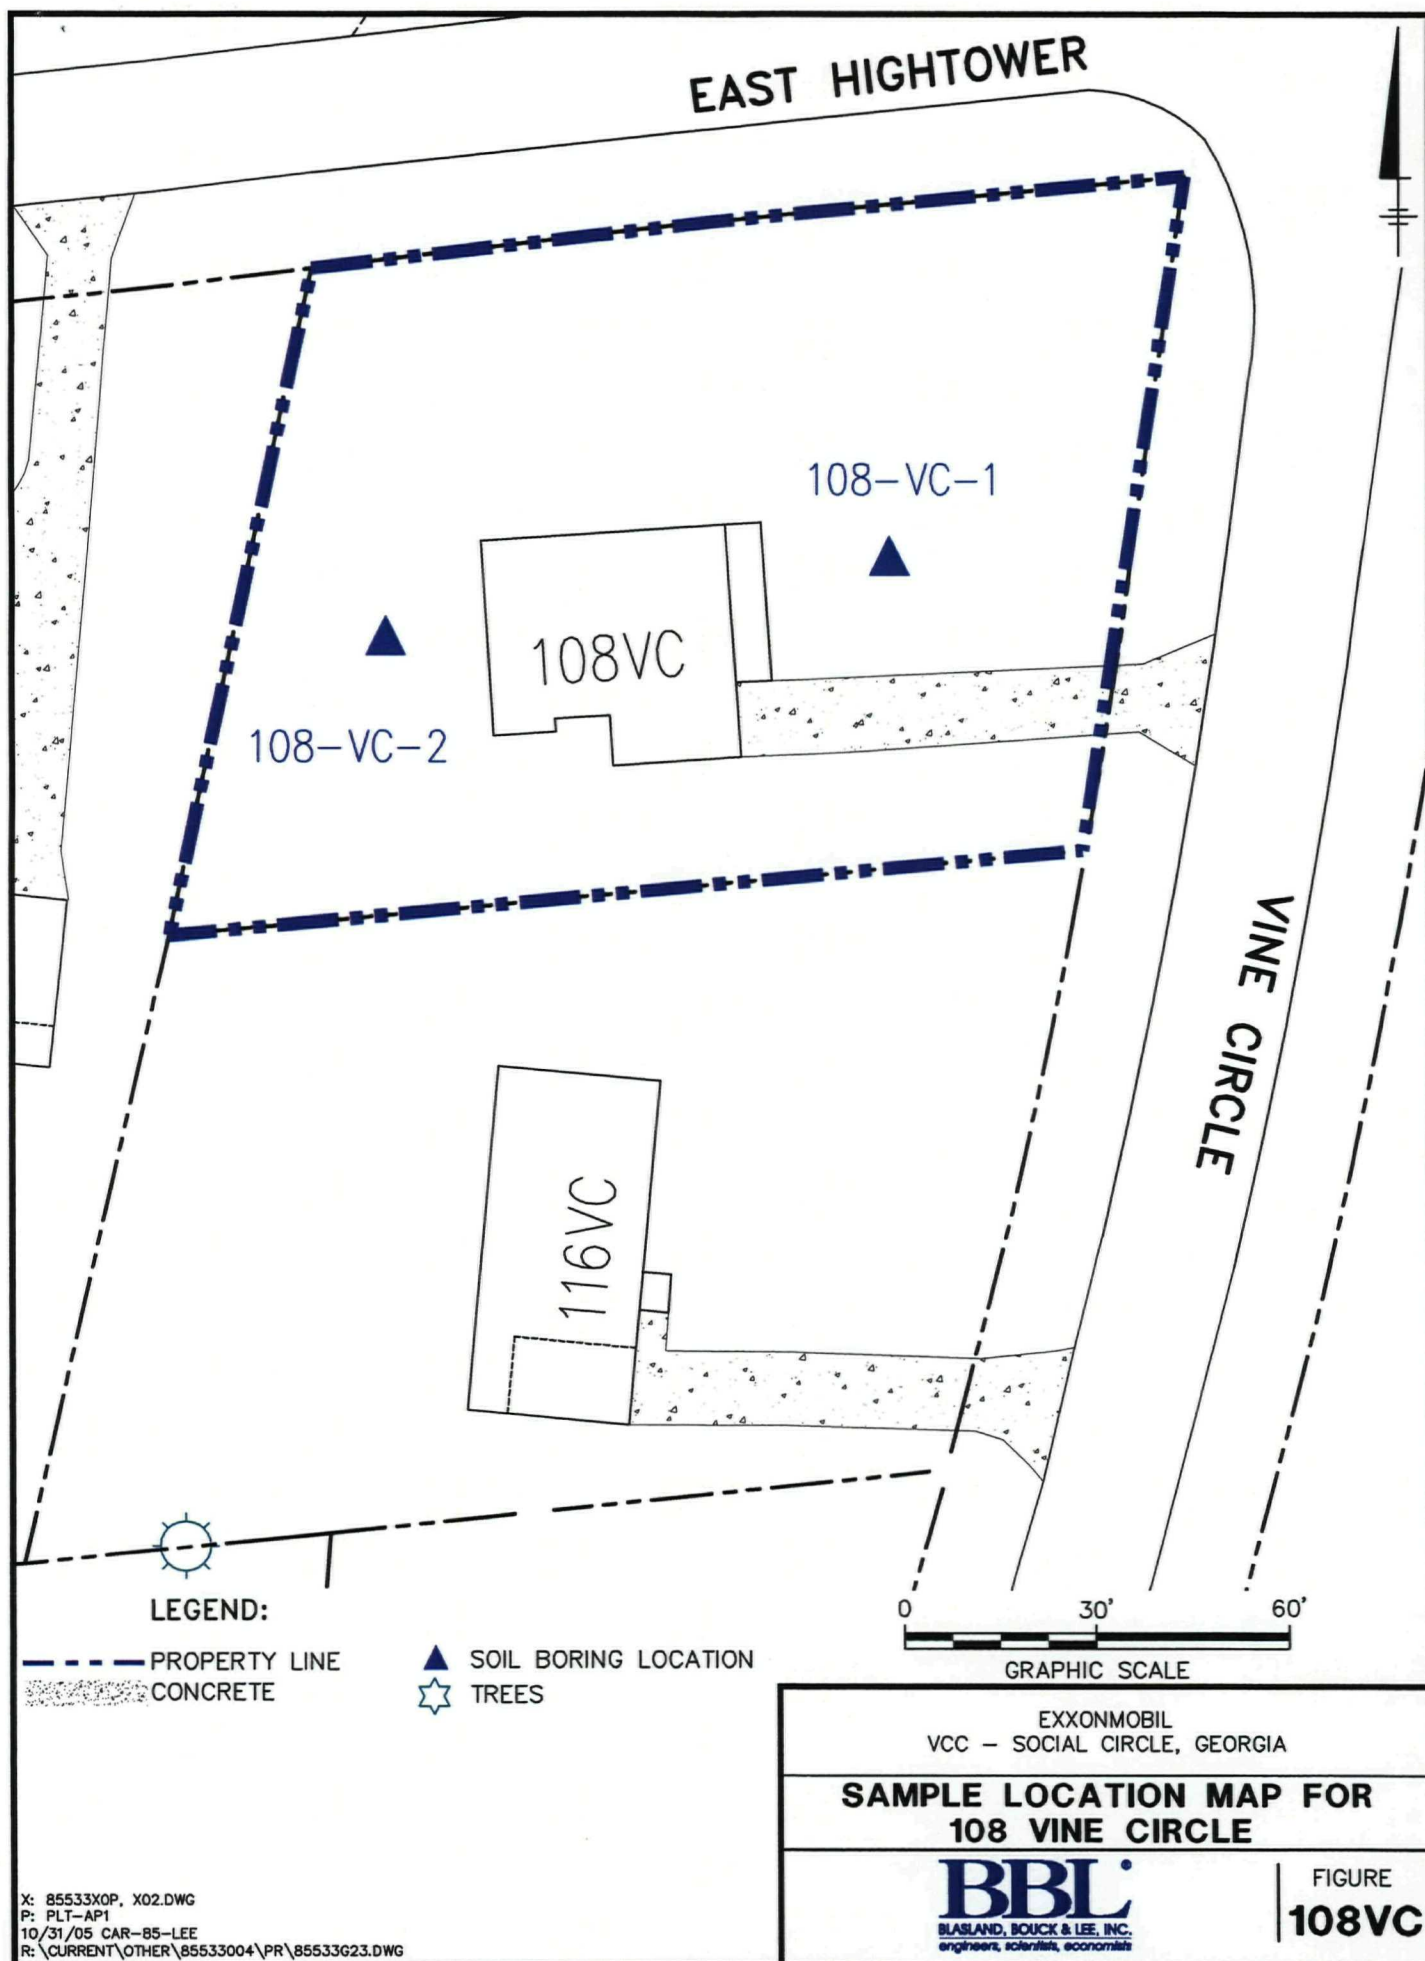 EAST HIGHTOWER
108-VC-1
108VC
108-VC-2
VINE CIRCLE
116VC
LEGEND:
PROPERTY LINE
CONCRETE
SOIL BORING LOCATION
TREES
0 30' 60'
GRAPHIC SCALE
EXXONMOBIL
VCC – SOCIAL CIRCLE, GEORGIA
SAMPLE LOCATION MAP FOR
108 VINE CIRCLE
BBL®
BLASLAND, BOUCK & LEE, INC.
engineers, scientists, economists
FIGURE
108VC
X: 85533X0P, X02.DWG
P: PLT-AP1
10/31/05 CAR-85-LEE
R:\CURRENT\OTHER\85533004\PR\85533G23.DWG